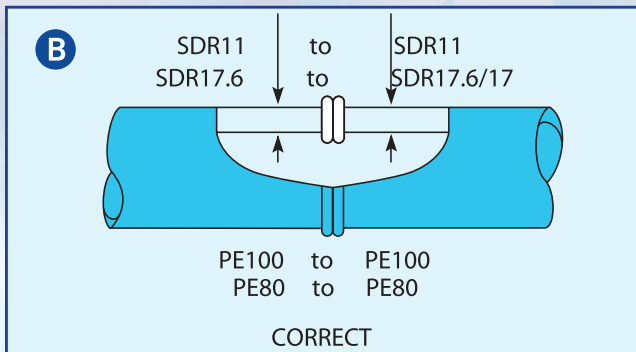 B
SDR11 to SDR11
SDR17.6 to SDR17.6/17
PE100 to PE100
PE80 to PE80
CORRECT